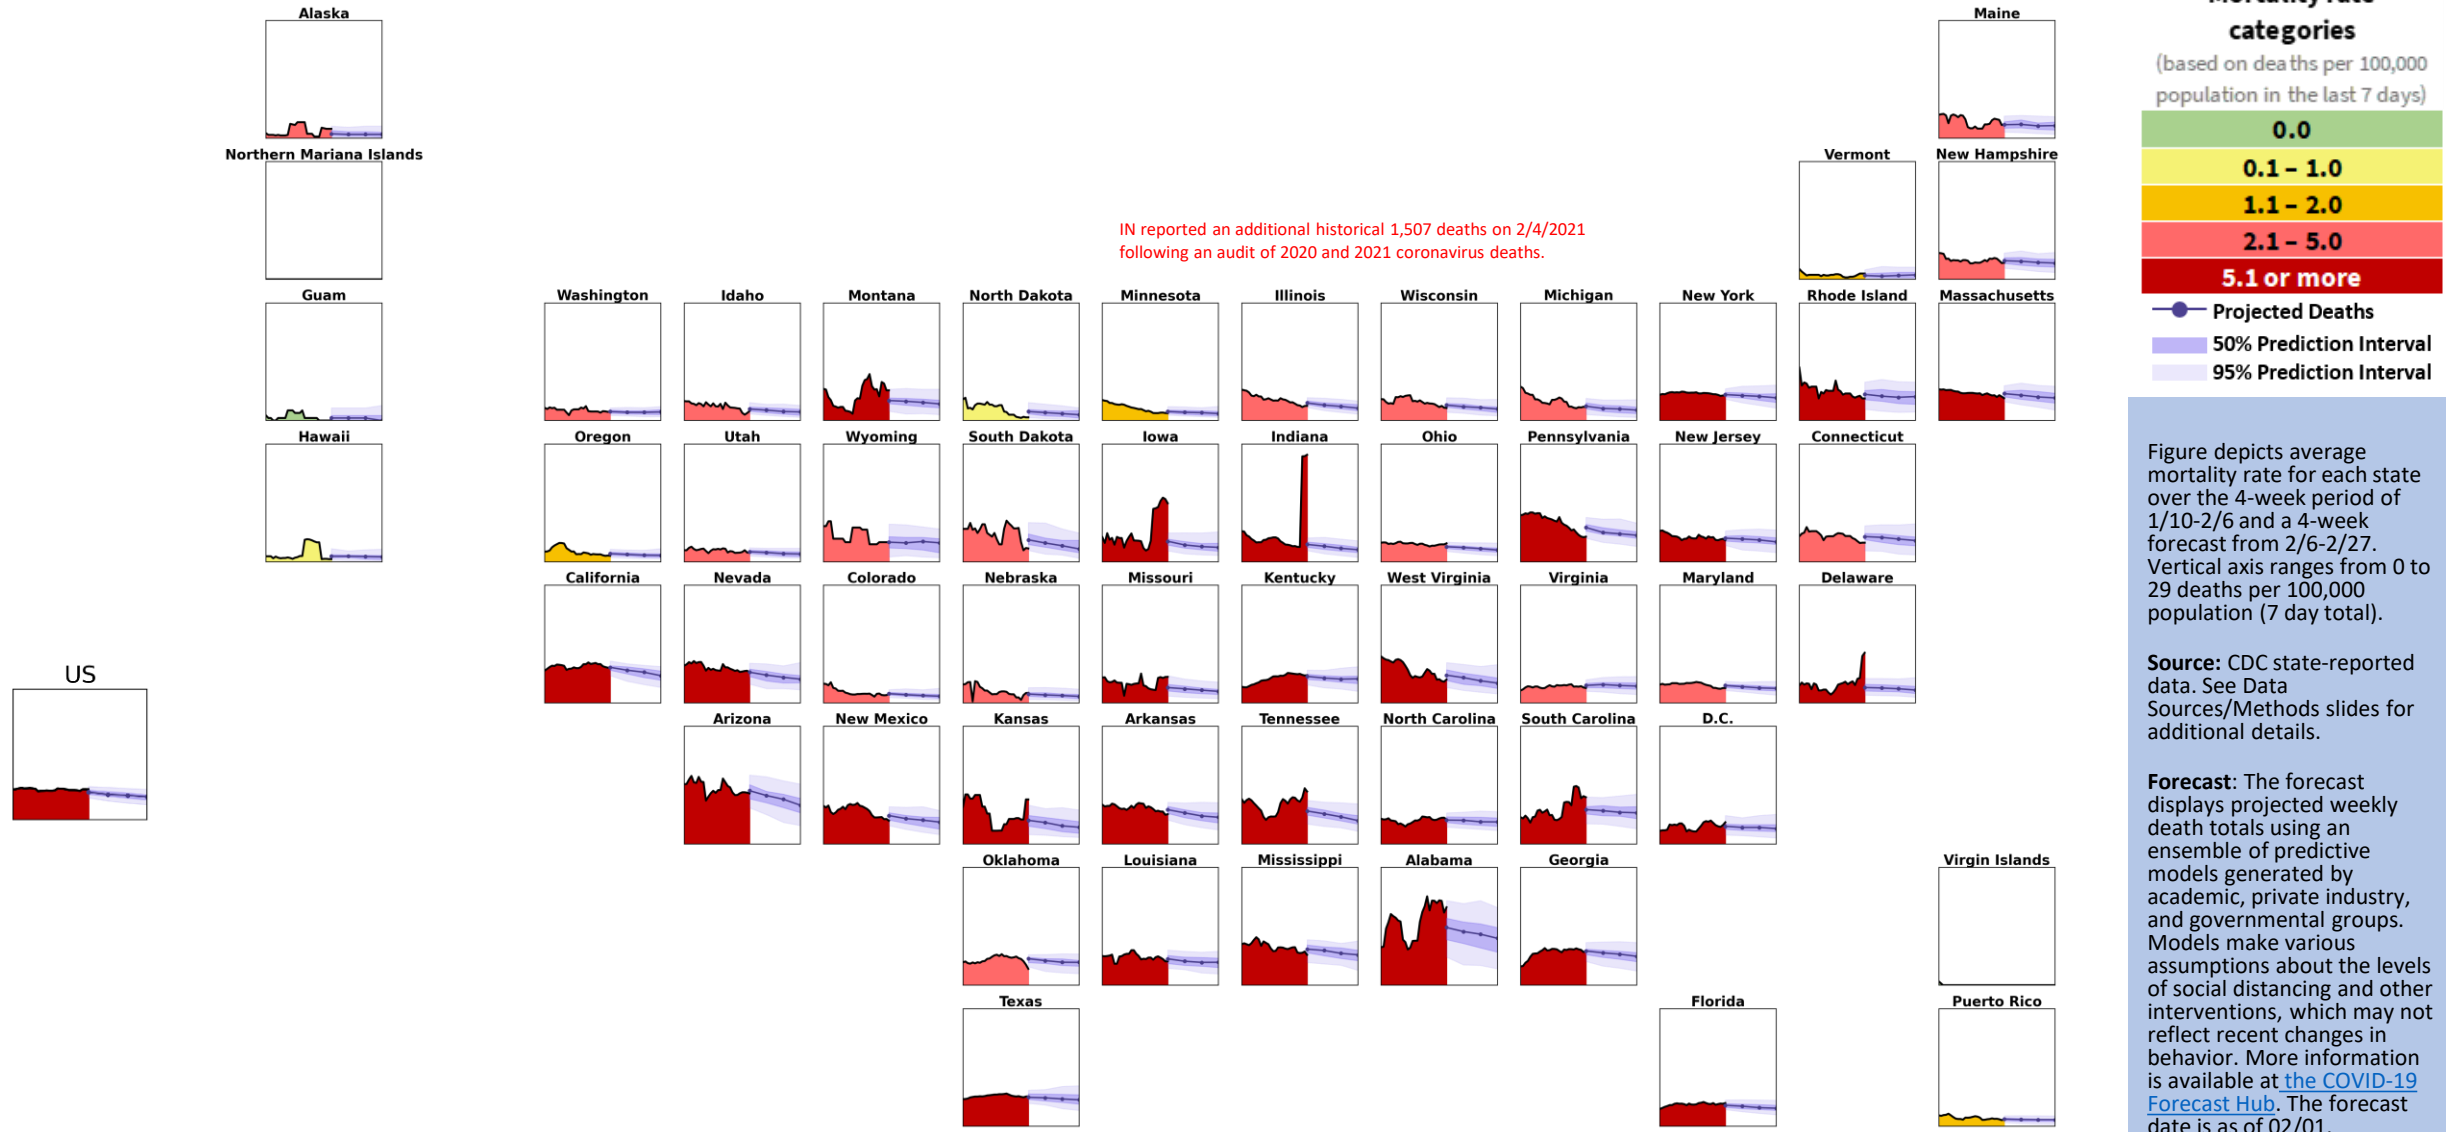 Alaska
Maine
Mortality rate
categories
(based on deaths per 100,000
population in the last 7 days)
0.0
0.1 – 1.0
1.1 – 2.0
2.1 – 5.0
5.1 or more
Projected Deaths
50% Prediction Interval
95% Prediction Interval
Northern Mariana Islands
Vermont
New Hampshire
IN reported an additional historical 1,507 deaths on 2/4/2021
following an audit of 2020 and 2021 coronavirus deaths.
Guam
Washington
Idaho
Montana
North Dakota
Minnesota
Illinois
Wisconsin
Michigan
New York
Rhode Island
Massachusetts
Hawaii
Oregon
Utah
Wyoming
South Dakota
Iowa
Indiana
Ohio
Pennsylvania
New Jersey
Connecticut
California
Nevada
Colorado
Nebraska
Missouri
Kentucky
West Virginia
Virginia
Maryland
Delaware
US
Arizona
New Mexico
Kansas
Arkansas
Tennessee
North Carolina
South Carolina
D.C.
Oklahoma
Louisiana
Mississippi
Alabama
Georgia
Virgin Islands
Texas
Florida
Puerto Rico
Figure depicts average
mortality rate for each state
over the 4-week period of
1/10-2/6 and a 4-week
forecast from 2/6-2/27.
Vertical axis ranges from 0 to
29 deaths per 100,000
population (7 day total).
Source: CDC state-reported
data. See Data
Sources/Methods slides for
additional details.
Forecast: The forecast
displays projected weekly
death totals using an
ensemble of predictive
models generated by
academic, private industry,
and governmental groups.
Models make various
assumptions about the levels
of social distancing and other
interventions, which may not
reflect recent changes in
behavior. More information
is available at the COVID-19
Forecast Hub. The forecast
date is as of 02/01.